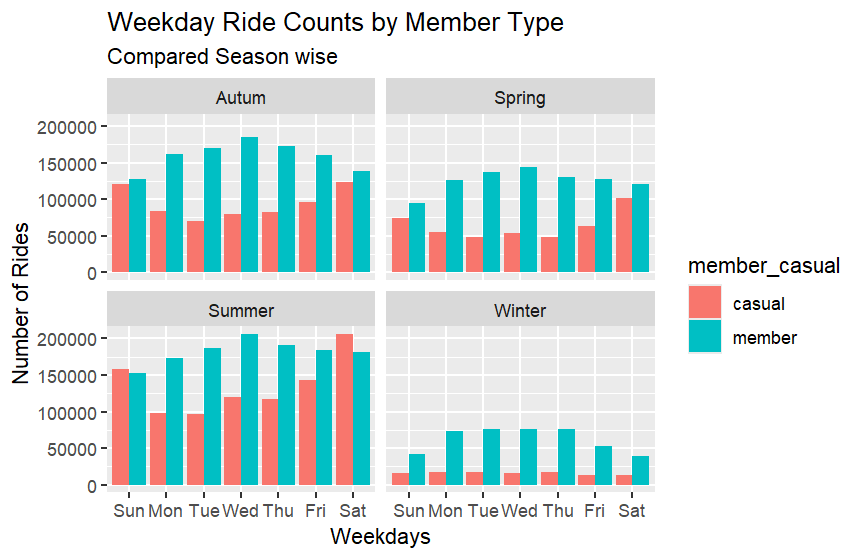 Weekday Ride Counts by Member Type
Compared Season wise
Autum
Spring
200000
150000
100000
50000
0
Summer
Winter
200000
150000
100000
50000
0
Number of Rides
Sun Mon Tue Wed Thu Fri Sat
Sun Mon Tue Wed Thu Fri Sat
Weekdays
member_casual
casual
member